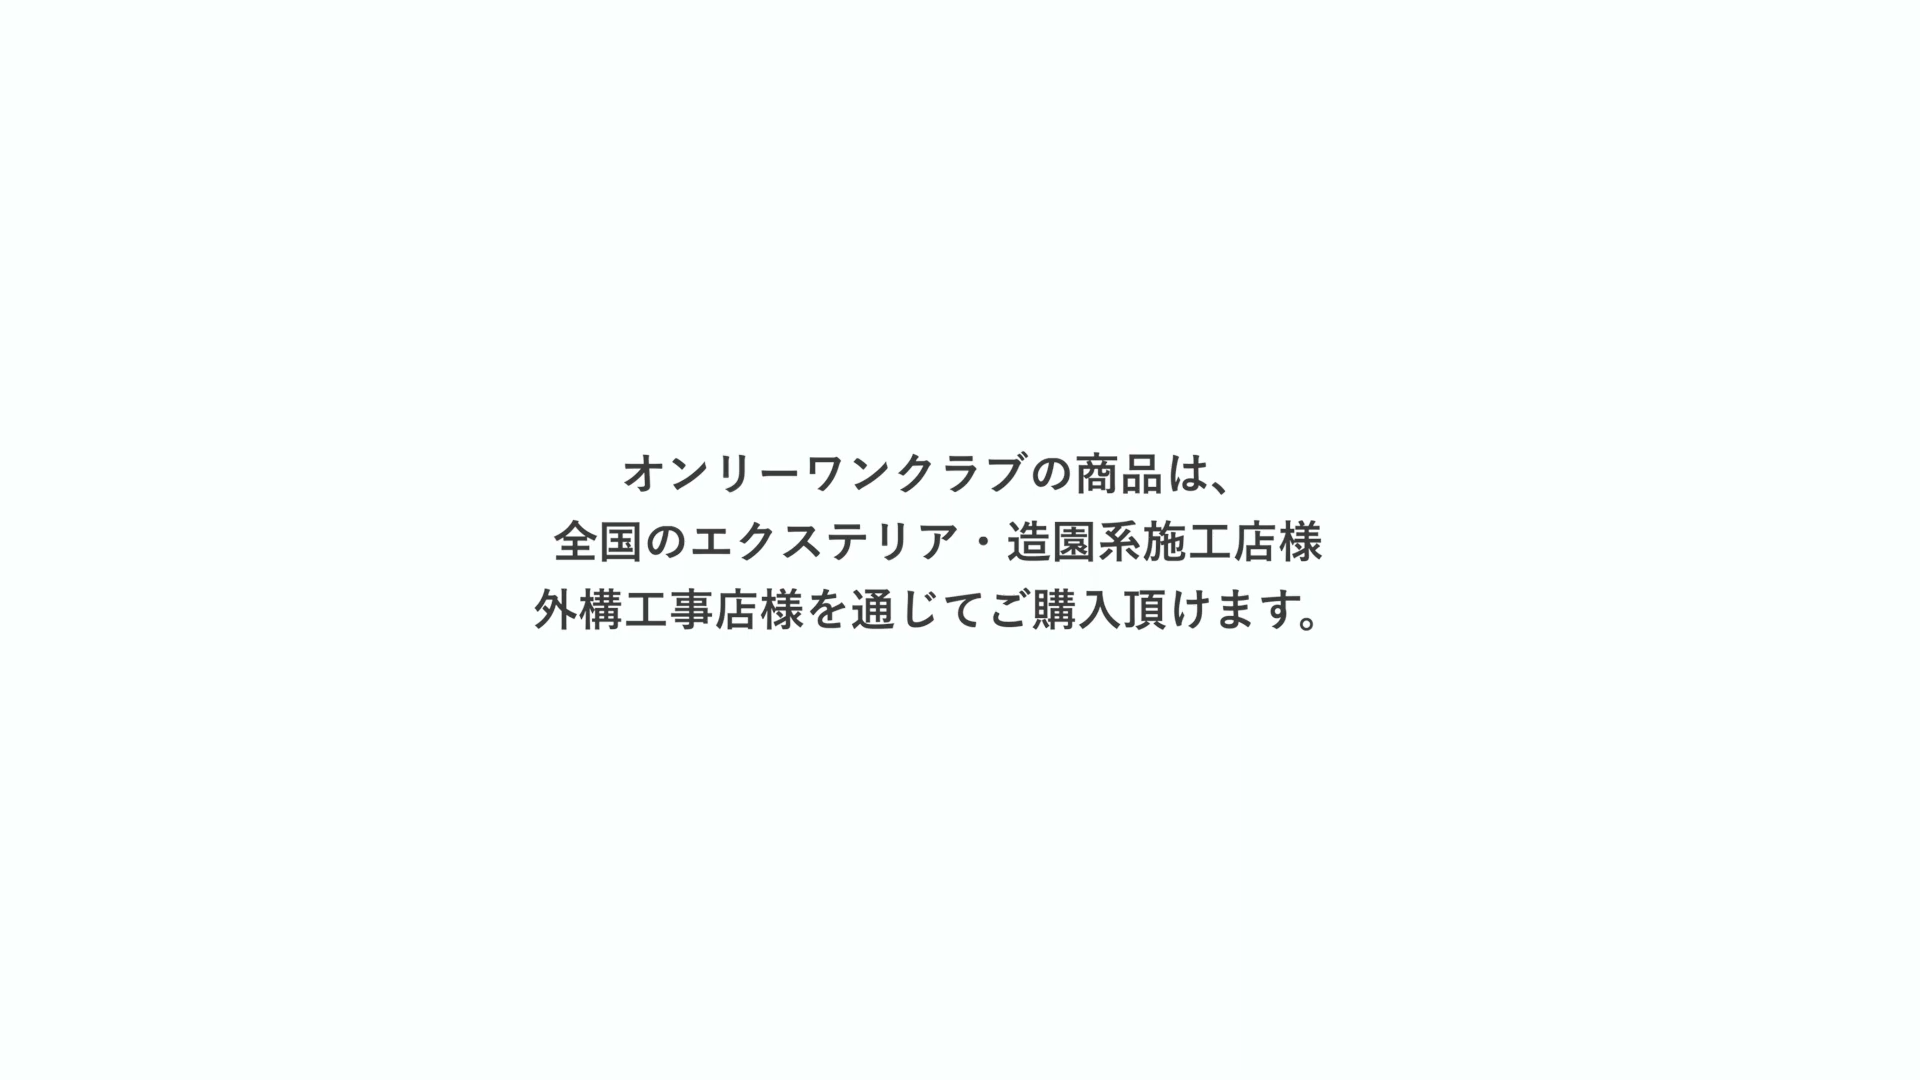 オンリーワンクラブの商品は、
全国のエクステリア・造園系施工店様
外構工事店様を通じてご購入頂けます。